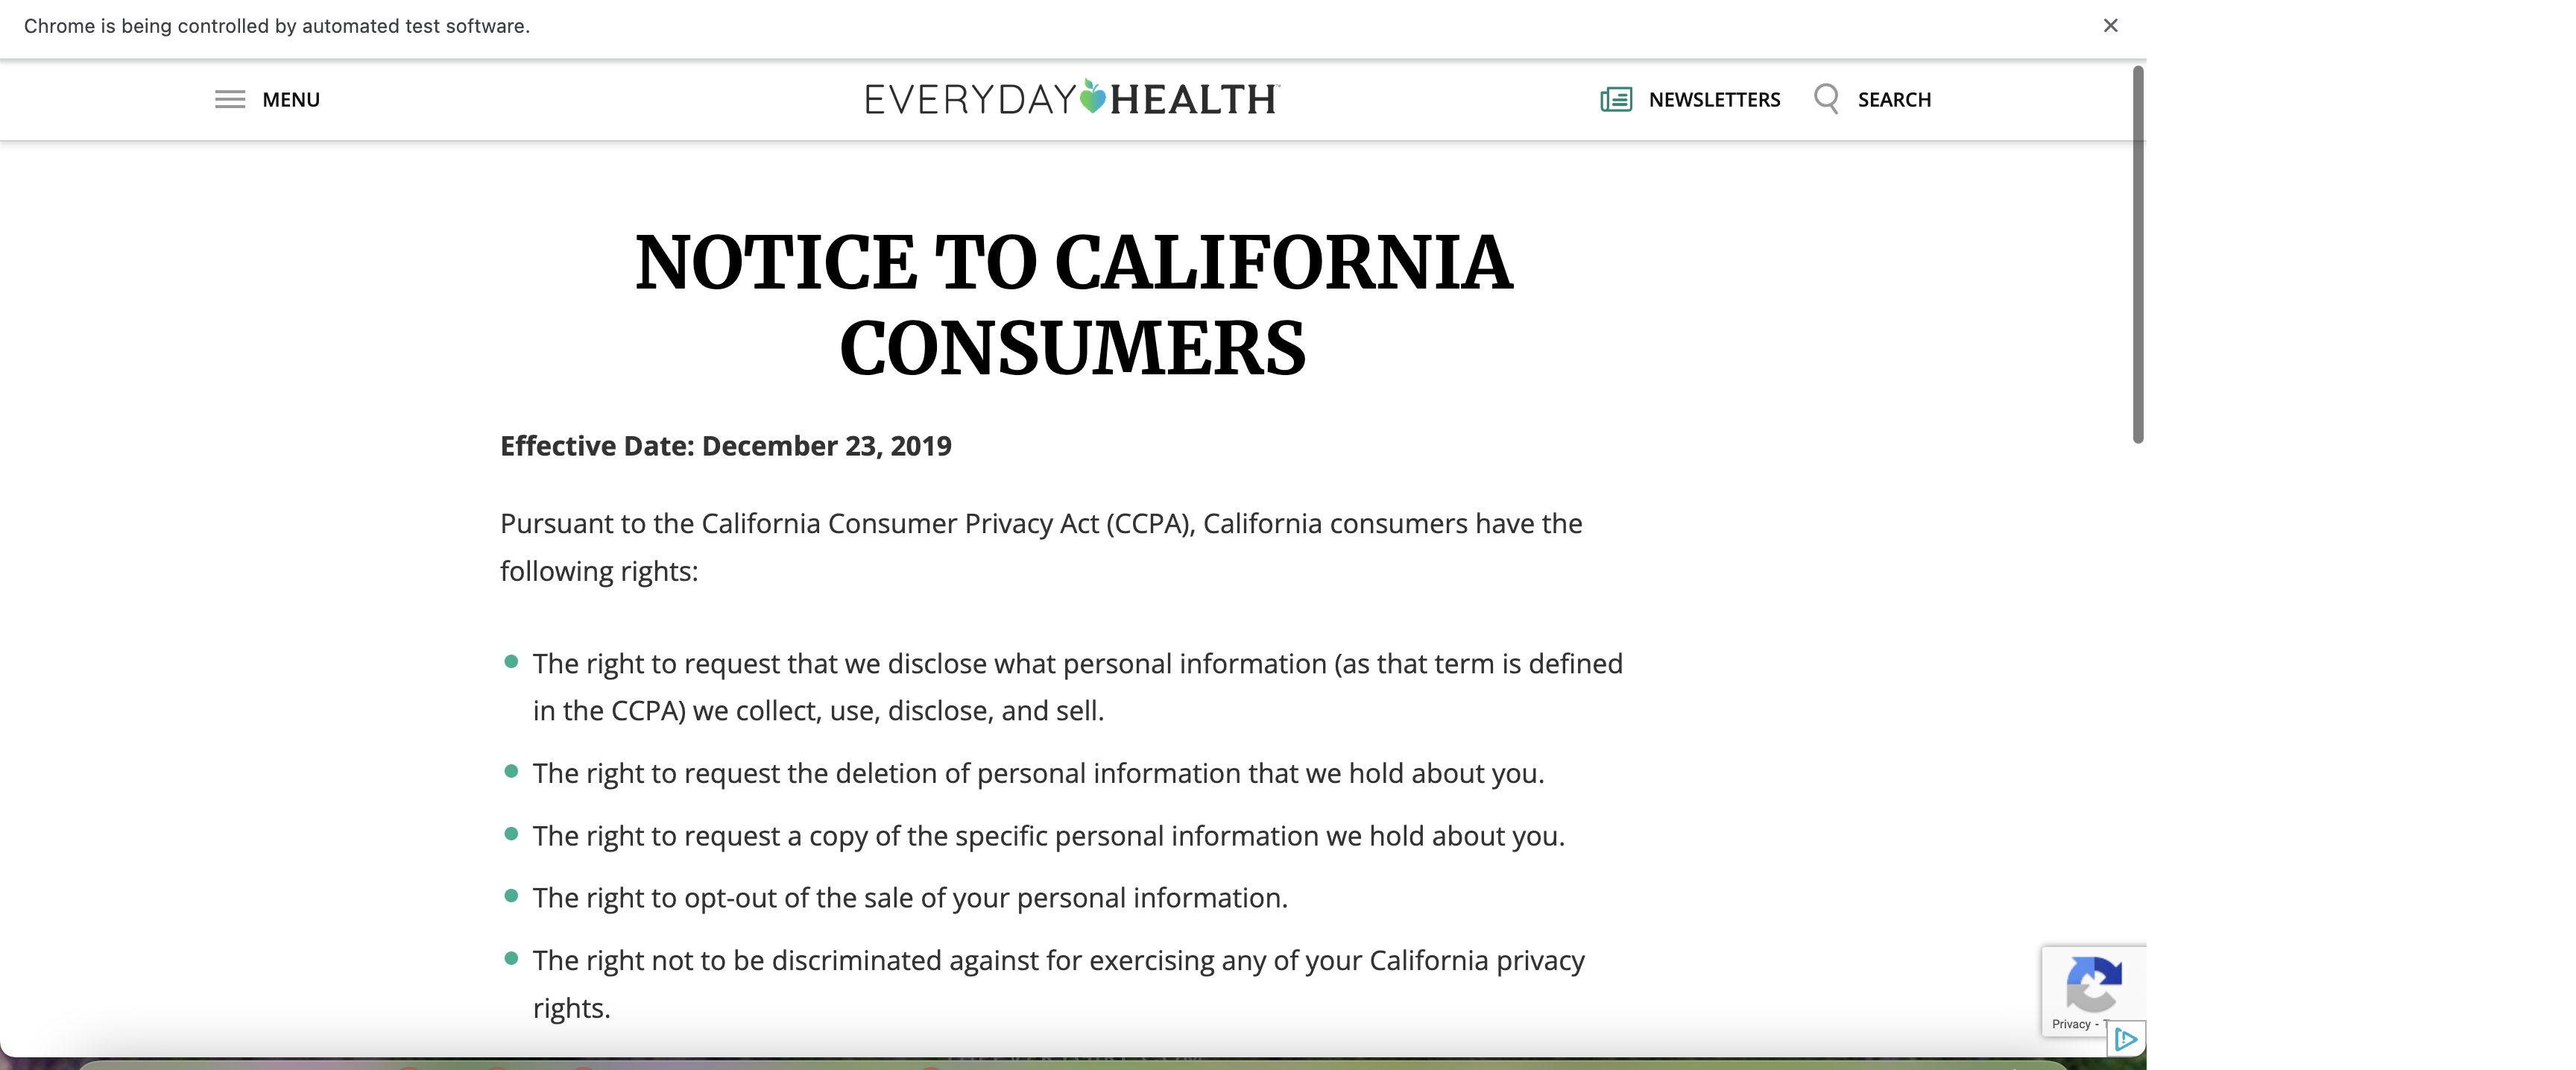 Chrome is being controlled by automated test software.
MENU
EVERYDAY HEALTH
NEWSLETTERS
SEARCH
NOTICE TO CALIFORNIA
CONSUMERS
Effective Date: December 23, 2019
Pursuant to the California Consumer Privacy Act (CCPA), California consumers have the
following rights:
The right to request that we disclose what personal information (as that term is defined
in the CCPA) we collect, use, disclose, and sell.
The right to request the deletion of personal information that we hold about you.
The right to request a copy of the specific personal information we hold about you.
The right to opt-out of the sale of your personal information.
The right not to be discriminated against for exercising any of your California privacy
rights.
Privacy -